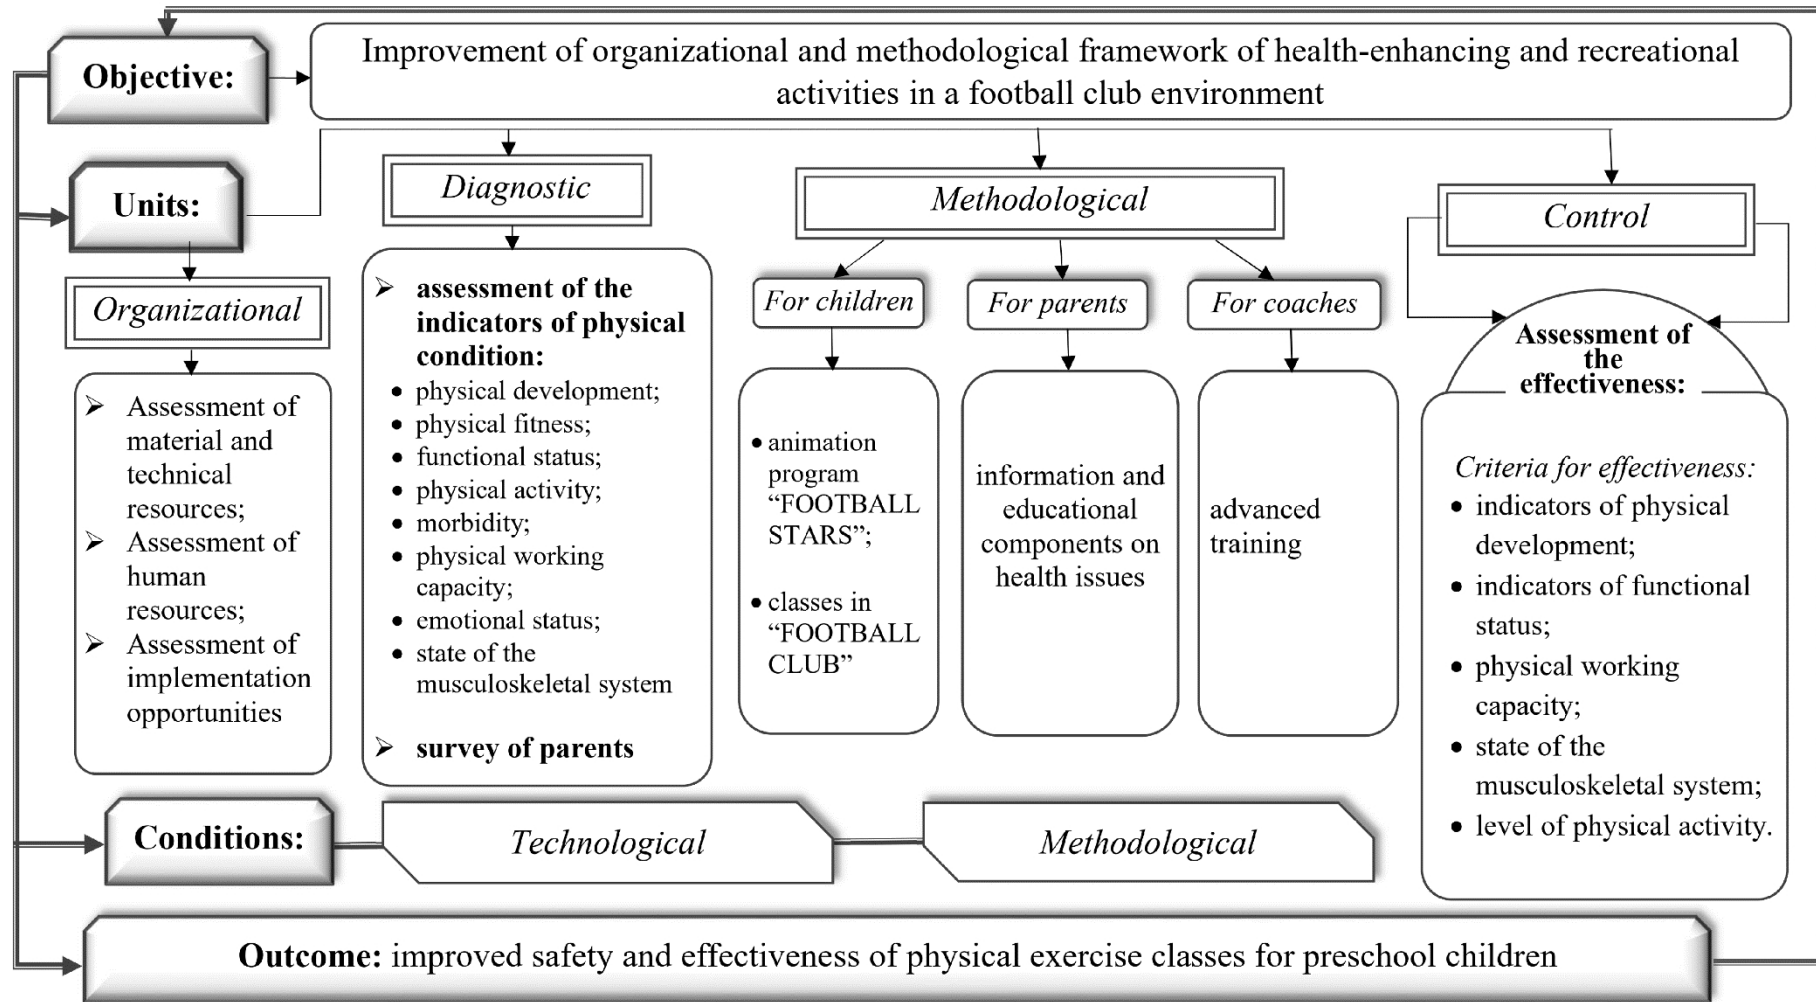 Objective:
Improvement of organizational and methodological framework of health-enhancing and recreational
activities in a football club environment
Units:
Organizational
➢ Assessment of
material and
technical
resources;
➢ Assessment of
human
resources;
➢ Assessment of
implementation
opportunities
Diagnostic
➢ assessment of the
indicators of physical
condition:
• physical development;
• physical fitness;
• functional status;
• physical activity;
• morbidity;
• physical working
capacity;
• emotional status;
• state of the
musculoskeletal system
➢ survey of parents
Methodological
For children
• animation
program
“FOOTBALL
STARS”;
• classes in
“FOOTBALL
CLUB”
For parents
information and
educational
components on
health issues
For coaches
advanced
training
Control
Assessment of
the
effectiveness:
Criteria for effectiveness:
• indicators of physical
development;
• indicators of functional
status;
• physical working
capacity;
• state of the
musculoskeletal system;
• level of physical activity.
Conditions:
Technological
Methodological
Outcome: improved safety and effectiveness of physical exercise classes for preschool children